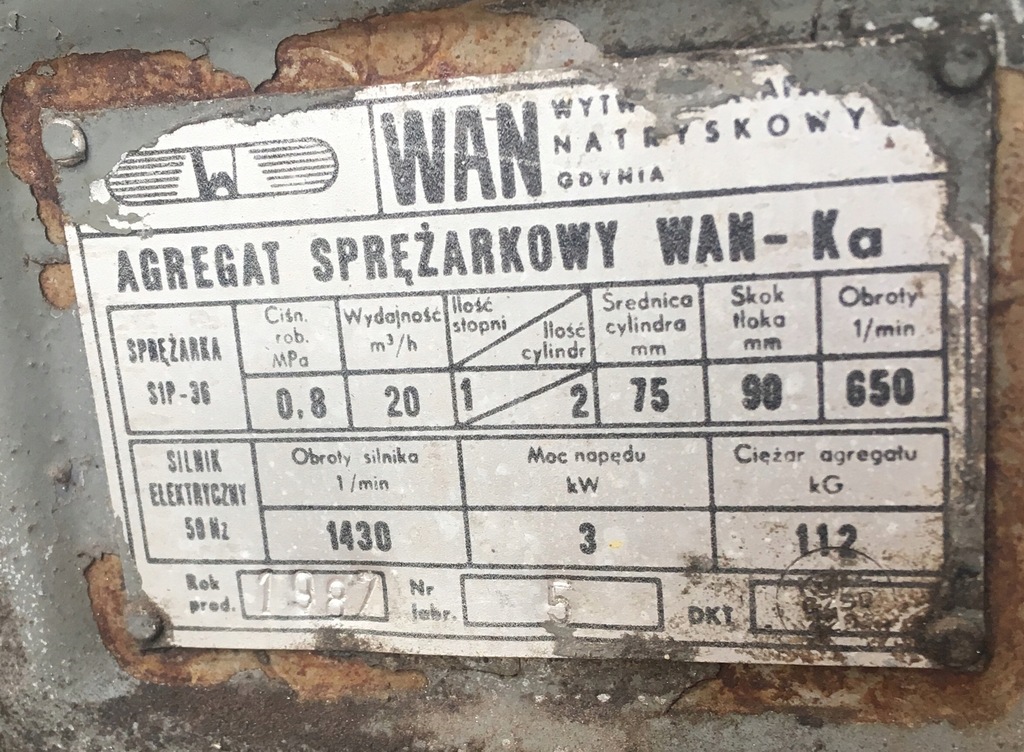 W
WAN
NATRYSKOWY
GDYNIA
AGREGAT SPRĘŻARKOWY WAN-Ka
SPRĘŻARKA
S1P-36
Ciśn.
rob.
MPa
Wydajność
m³/h
Ilość
stopni
Ilość
cylindr
Średnica
cylindra
mm
Skok
tłoka
mm
Obroty
1/min
0,8
20
1
2
75
90
650
SILNIK
ELEKTRYCZNY
50 Hz
Obroty silnika
1/min
Moc napędu
kW
Ciężar agregatu
kG
1430
3
112
Rok
prod.
1987
Nr
fabr.
5
DKT